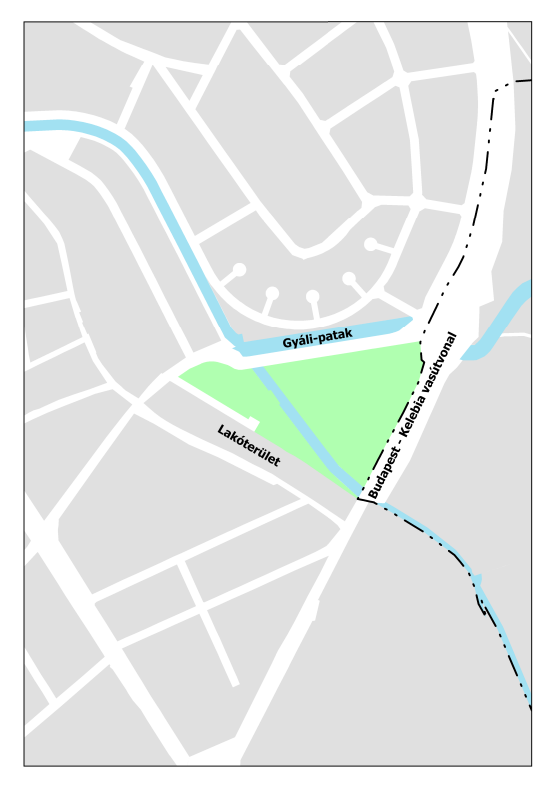 Gyáli-patak
Budapest - Kelebia vasútvonal
Lakóterület